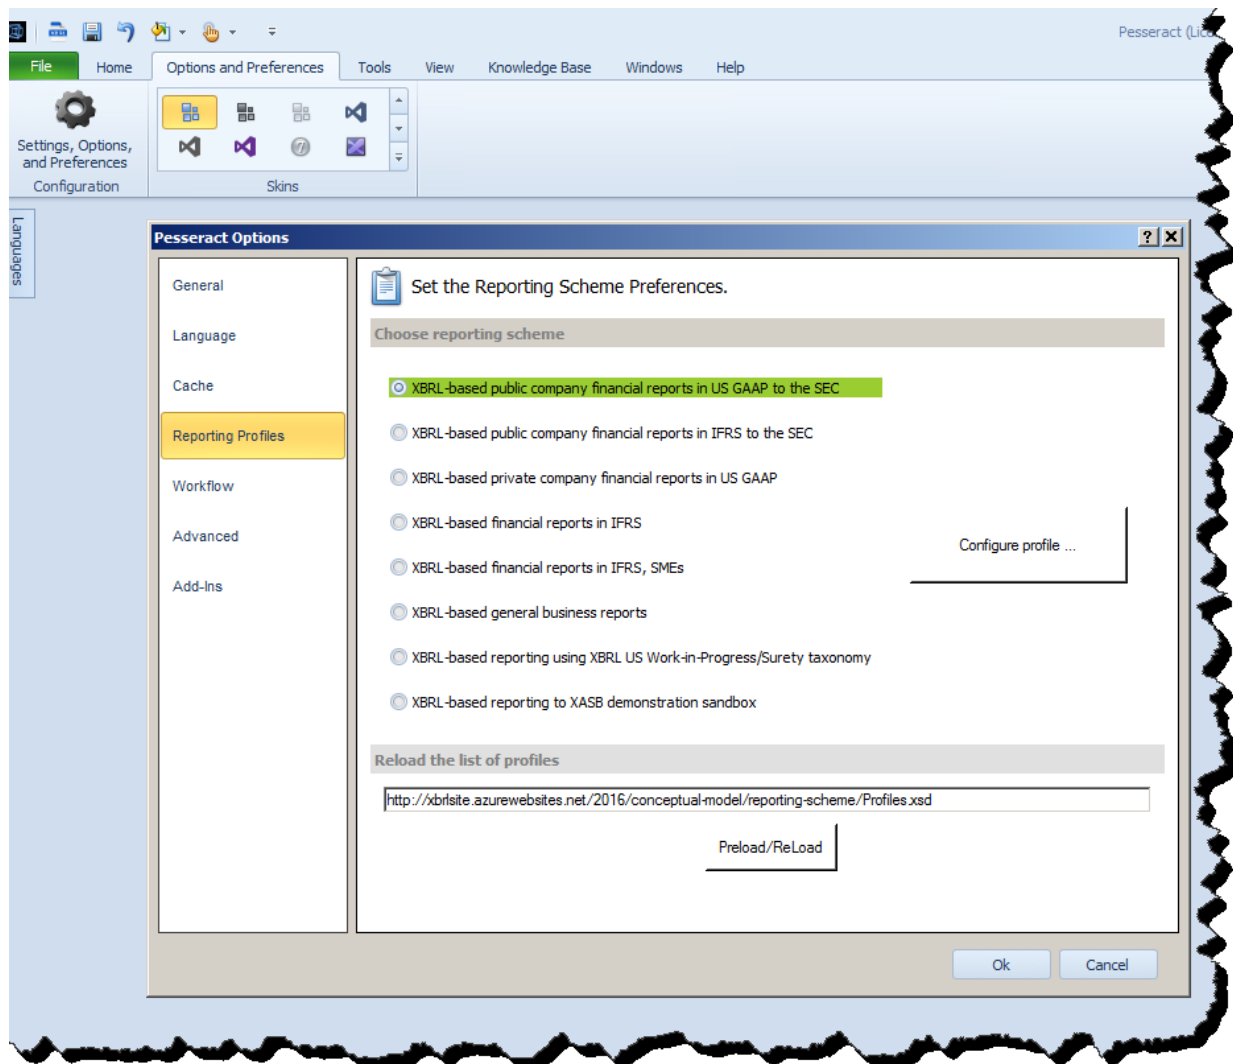 Pesseract (Lice
File Home Options and Preferences Tools View Knowledge Base Windows Help
Settings, Options,
and Preferences
Configuration
Skins
Languages
Pesseract Options
General
Language
Cache
Reporting Profiles
Workflow
Advanced
Add-Ins
Set the Reporting Scheme Preferences.
Choose reporting scheme
XBRL-based public company financial reports in US GAAP to the SEC
XBRL-based public company financial reports in IFRS to the SEC
XBRL-based private company financial reports in US GAAP
XBRL-based financial reports in IFRS
Configure profile ...
XBRL-based financial reports in IFRS, SMEs
XBRL-based general business reports
XBRL-based reporting using XBRL US Work-in-Progress/Surety taxonomy
XBRL-based reporting to XASB demonstration sandbox
Reload the list of profiles
http://xbrlsite.azurewebsites.net/2016/conceptual-model/reporting-scheme/Profiles.xsd
Preload/ReLoad
Ok Cancel